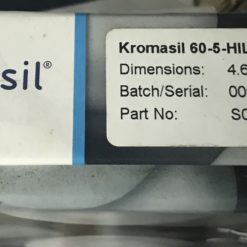 sil®
Kromasil 60-5-HIL
Dimensions: 4.6
Batch/Serial: 00
Part No: S0